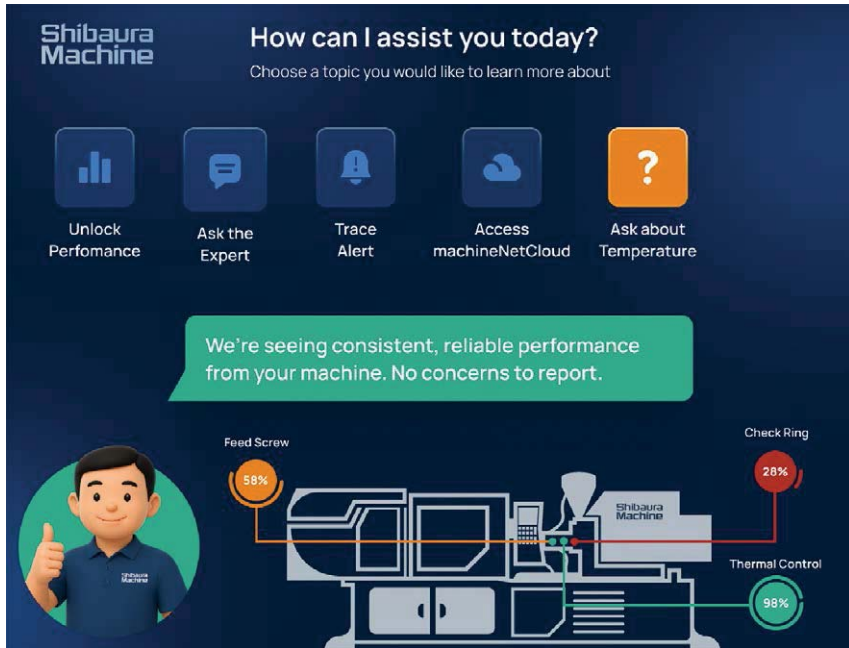 Shibaura
Machine
How can I assist you today?
Choose a topic you would like to learn more about
Unlock
Perfomance
Ask the
Expert
Trace
Alert
Access
machineNetCloud
Ask about
Temperature
We're seeing consistent, reliable performance
from your machine. No concerns to report.
Feed Screw
58%
Check Ring
28%
Shibaura
Machine
Thermal Control
98%
Shibaura
Machine